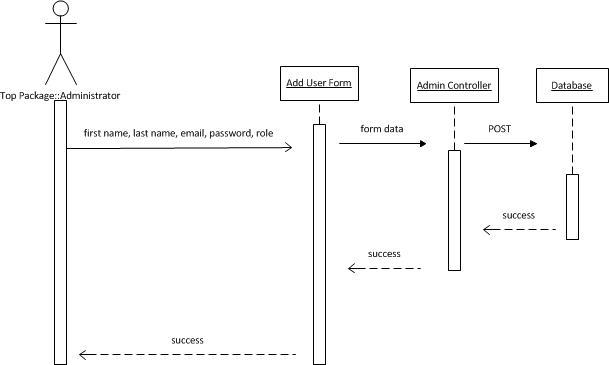 Top Package::Administrator
Add User Form
Admin Controller
Database
first name, last name, email, password, role
form data
POST
success
success
success